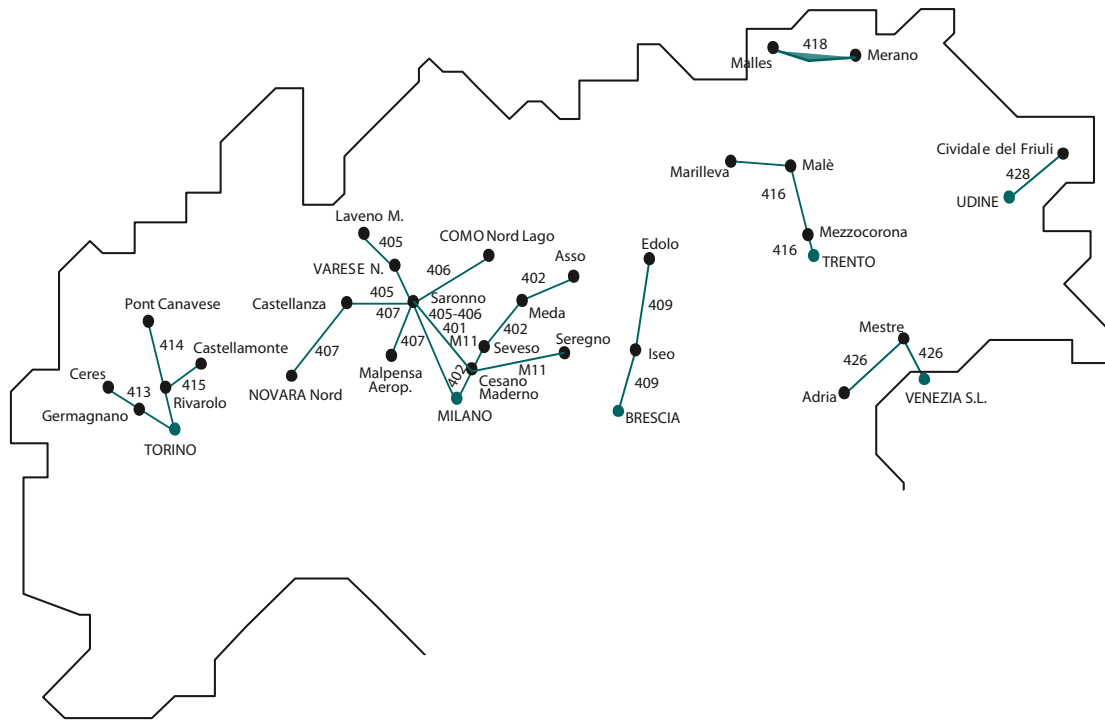 418
Malles
Merano
Cividale del Friuli
428
UDINE
Marilleva
Malè
416
Mezzocorona
416
TRENTO
Laveno M.
405
VARESE N.
COMO Nord Lago
406
Asso
402
Edolo
409
Iseo
409
BRESCIA
Castellanza
405
407
Saronno
405-406
401
M11
Meda
402
Seveso
Seregno
M11
407
407
Malpensa
Aerop.
NOVARA Nord
402
Cesano
Maderno
MILANO
Pont Canavese
414
Castellamonte
Ceres
413
415
Rivarolo
Germagnano
TORINO
Mestre
426
426
Adria
VENEZIA S.L.